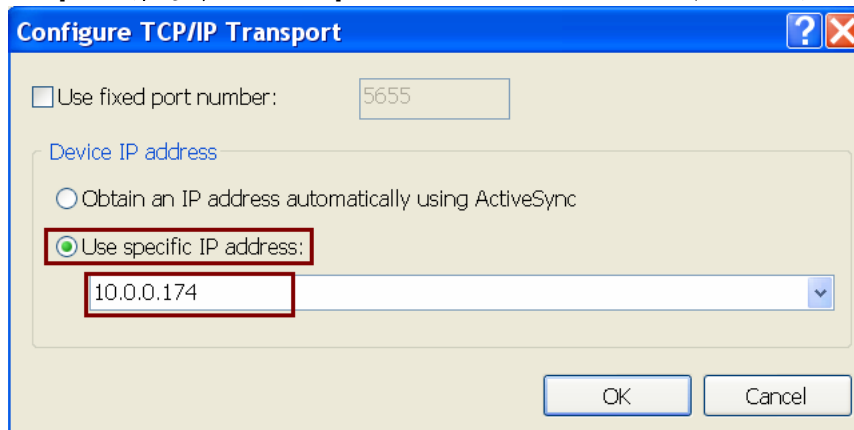 Configure TCP/IP Transport
Use fixed port number: 5655
Device IP address
Obtain an IP address automatically using ActiveSync
Use specific IP address:
10.0.0.174
OK Cancel